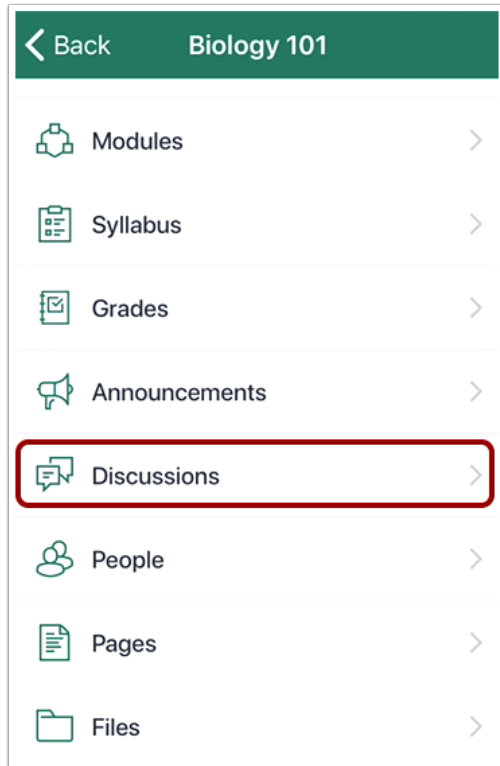 Back Biology 101
Modules
Syllabus
Grades
Announcements
Discussions
People
Pages
Files